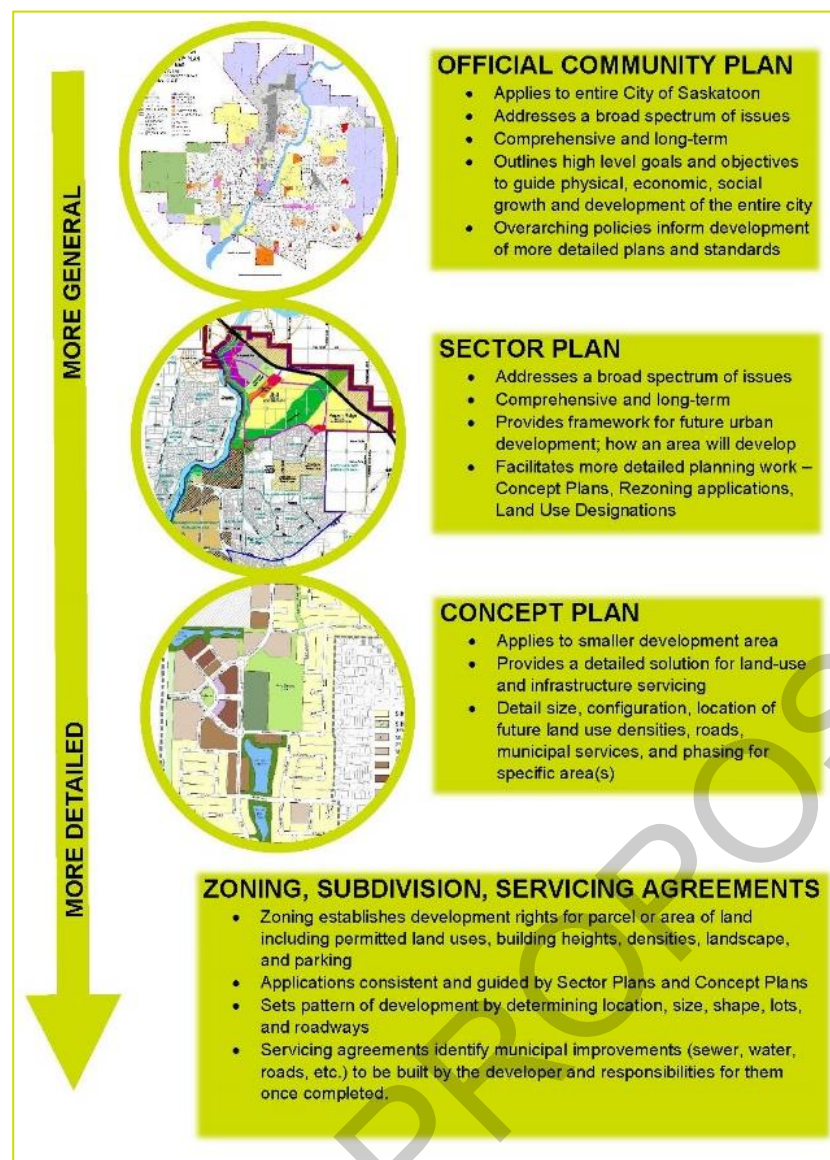 OFFICIAL COMMUNITY PLAN
• Applies to entire City of Saskatoon
• Addresses a broad spectrum of issues
• Comprehensive and long-term
• Outlines high level goals and objectives
to guide physical, economic, social
growth and development of the entire city
• Overarching policies inform development
of more detailed plans and standards
MORE GENERAL
SECTOR PLAN
• Addresses a broad spectrum of issues
• Comprehensive and long-term
• Provides framework for future urban
development; how an area will develop
• Facilitates more detailed planning work –
Concept Plans, Rezoning applications,
Land Use Designations
CONCEPT PLAN
• Applies to smaller development area
• Provides a detailed solution for land-use
and infrastructure servicing
• Detail size, configuration, location of
future land use densities, roads,
municipal services, and phasing for
specific area(s)
MORE DETAILED
ZONING, SUBDIVISION, SERVICING AGREEMENTS
• Zoning establishes development rights for parcel or area of land
including permitted land uses, building heights, densities, landscape,
and parking
• Applications consistent and guided by Sector Plans and Concept Plans
• Sets pattern of development by determining location, size, shape, lots,
and roadways
• Servicing agreements identify municipal improvements (sewer, water,
roads, etc.) to be built by the developer and responsibilities for them
once completed.
PROPOS